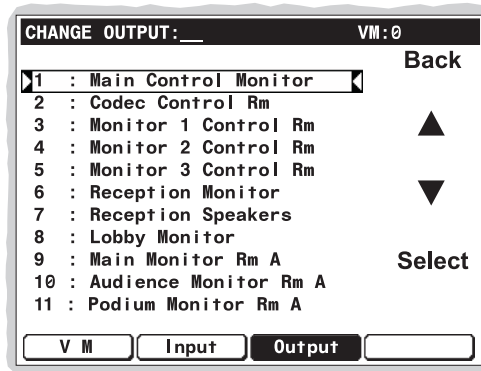 CHANGE OUTPUT:__ VM:0
Back
1 : Main Control Monitor
2 : Codec Control Rm
3 : Monitor 1 Control Rm
4 : Monitor 2 Control Rm
5 : Monitor 3 Control Rm
6 : Reception Monitor
7 : Reception Speakers
8 : Lobby Monitor
9 : Main Monitor Rm A
Select
10 : Audience Monitor Rm A
11 : Podium Monitor Rm A
V M Input Output